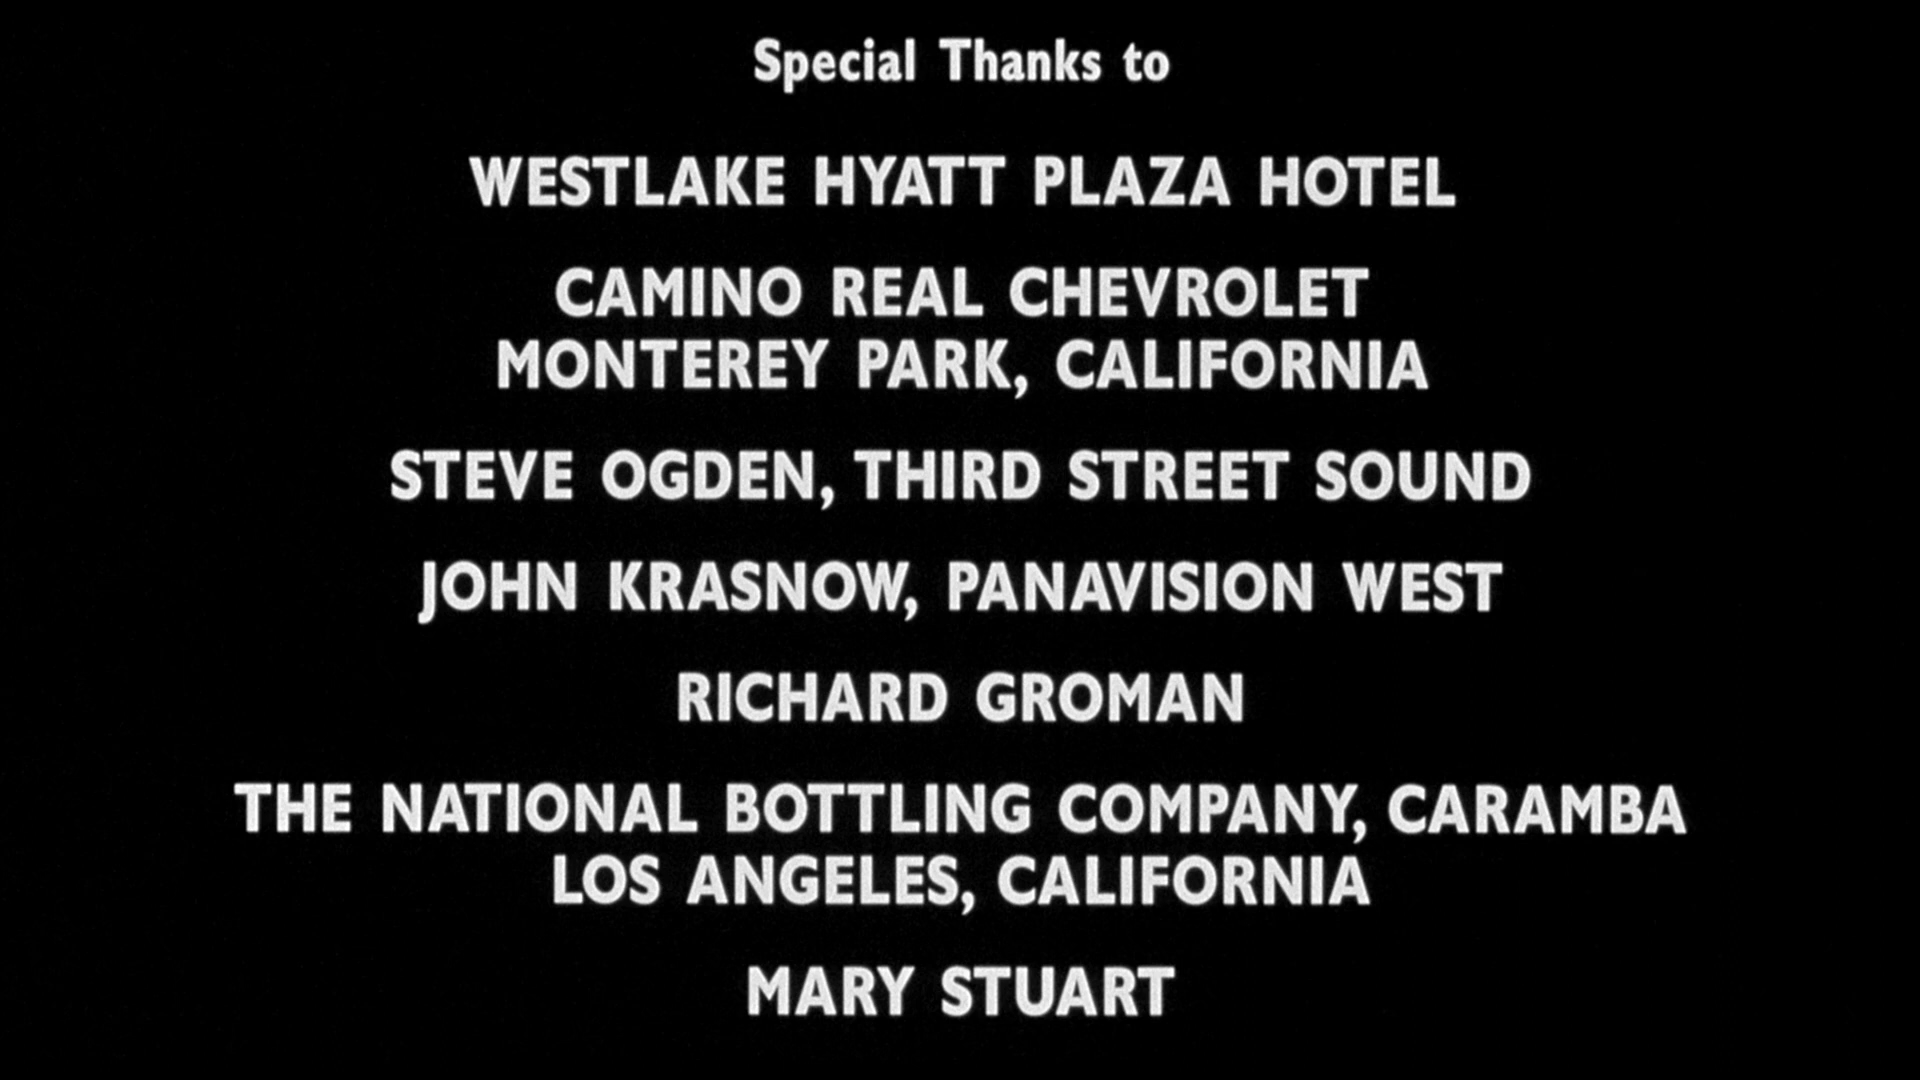 Special Thanks to
WESTLAKE HYATT PLAZA HOTEL
CAMINO REAL CHEVROLET
MONTEREY PARK, CALIFORNIA
STEVE OGDEN, THIRD STREET SOUND
JOHN KRASNOW, PANAVISION WEST
RICHARD GROMAN
THE NATIONAL BOTTLING COMPANY, CARAMBA
LOS ANGELES, CALIFORNIA
MARY STUART